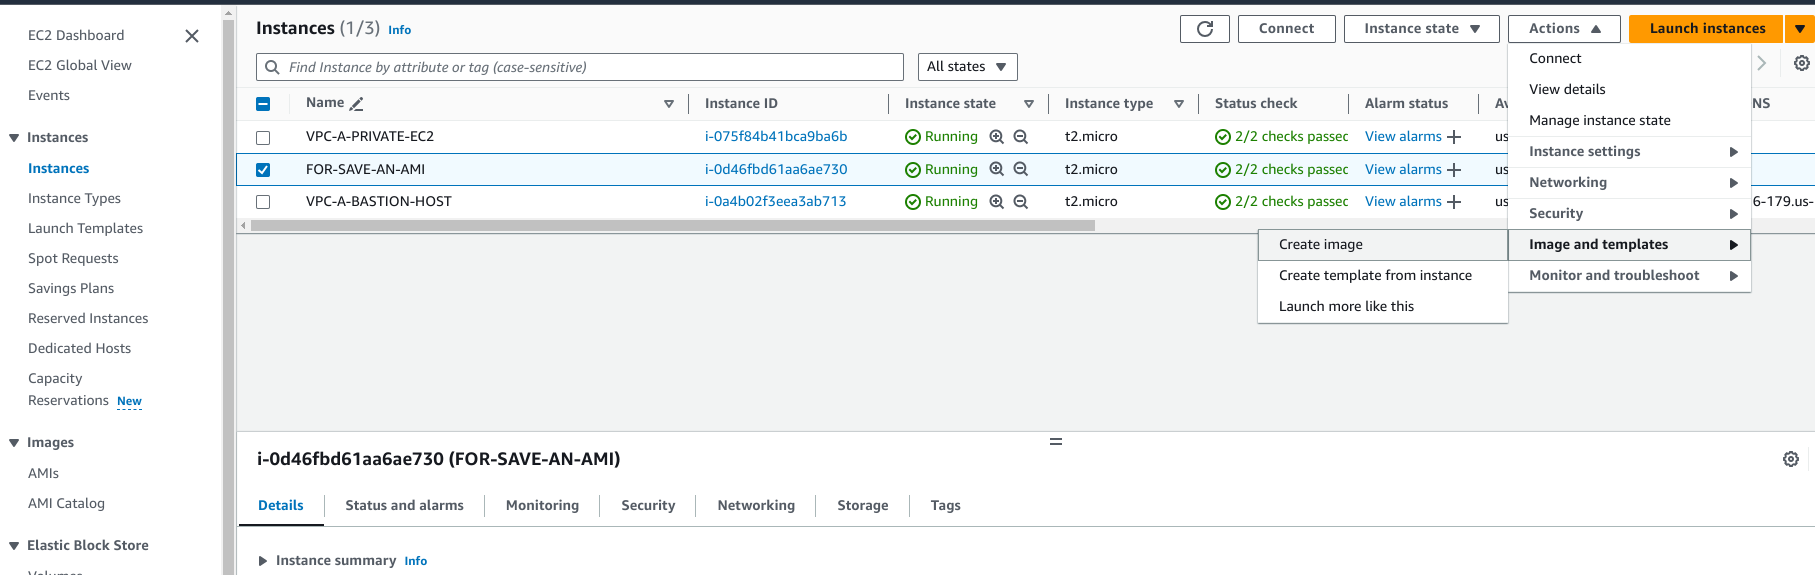 EC2 Dashboard
EC2 Global View
Events
Instances
Instances
Instance Types
Launch Templates
Spot Requests
Savings Plans
Reserved Instances
Dedicated Hosts
Capacity
Reservations New
Images
AMIs
AMI Catalog
Elastic Block Store
Volumes
Instances (1/3) Info
Connect
Instance state
Actions
Launch instances
Find Instance by attribute or tag (case-sensitive)
All states
Name Instance ID Instance state Instance type Status check Alarm status Av NS
VPC-A-PRIVATE-EC2 i-075f84b41bca9ba6b Running t2.micro 2/2 checks passec View alarms us
FOR-SAVE-AN-AMI i-0d46fbd61aa6ae730 Running t2.micro 2/2 checks passec View alarms us
VPC-A-BASTION-HOST i-0a4b02f3eea3ab713 Running t2.micro 2/2 checks passec View alarms us 6-179.us-
Connect
View details
Manage instance state
Instance settings
Networking
Security
Image and templates
Monitor and troubleshoot
Create image
Create template from instance
Launch more like this
i-0d46fbd61aa6ae730 (FOR-SAVE-AN-AMI)
Details Status and alarms Monitoring Security Networking Storage Tags
Instance summary Info